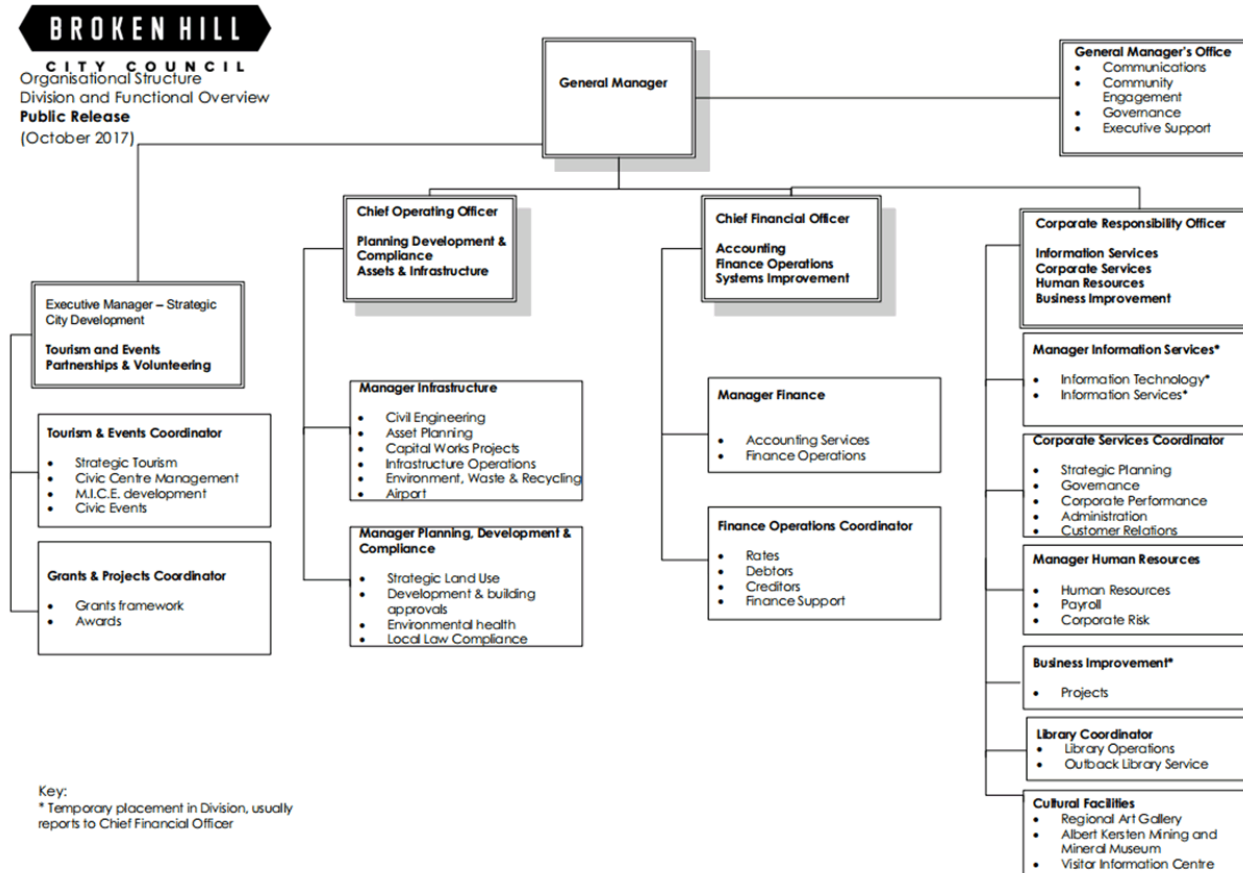 BROKEN HILL
CITY COUNCIL
Organisational Structure
Division and Functional Overview
Public Release
(October 2017)
General Manager
General Manager's Office
• Communications
• Community
Engagement
• Governance
• Executive Support
Executive Manager – Strategic
City Development
Tourism and Events
Partnerships & Volunteering
Tourism & Events Coordinator
• Strategic Tourism
• Civic Centre Management
• M.I.C.E. development
• Civic Events
Grants & Projects Coordinator
• Grants framework
• Awards
Chief Operating Officer
Planning Development &
Compliance
Assets & Infrastructure
Manager Infrastructure
• Civil Engineering
• Asset Planning
• Capital Works Projects
• Infrastructure Operations
• Environment, Waste & Recycling
• Airport
Manager Planning, Development &
Compliance
• Strategic Land Use
• Development & building
approvals
• Environmental health
• Local Law Compliance
Chief Financial Officer
Accounting
Finance Operations
Systems Improvement
Manager Finance
• Accounting Services
• Finance Operations
Finance Operations Coordinator
• Rates
• Debtors
• Creditors
• Finance Support
Corporate Responsibility Officer
Information Services
Corporate Services
Human Resources
Business Improvement
Manager Information Services*
• Information Technology*
• Information Services*
Corporate Services Coordinator
• Strategic Planning
• Governance
• Corporate Performance
• Administration
• Customer Relations
Manager Human Resources
• Human Resources
• Payroll
• Corporate Risk
Business Improvement*
• Projects
Library Coordinator
• Library Operations
• Outback Library Service
Cultural Facilities
• Regional Art Gallery
• Albert Kersten Mining and
Mineral Museum
• Visitor Information Centre
Key:
* Temporary placement in Division, usually
reports to Chief Financial Officer